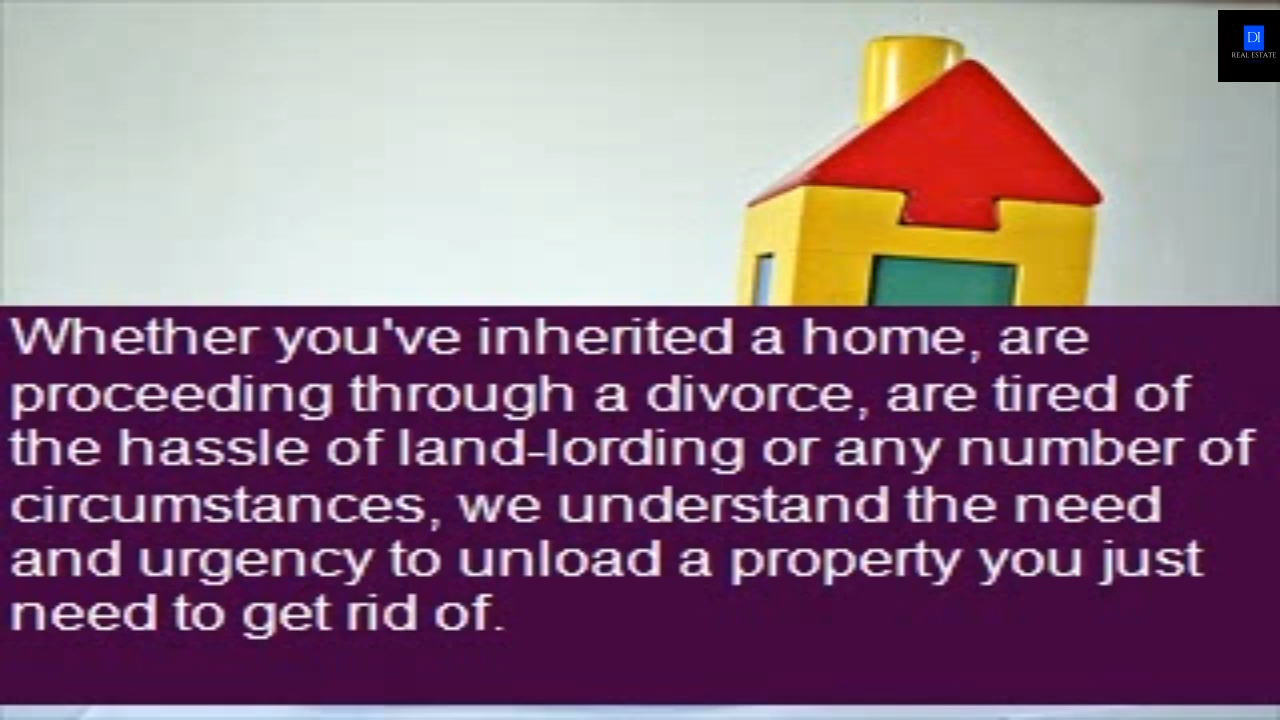 DI
REAL ESTATE
Whether you've inherited a home, are
proceeding through a divorce, are tired of
the hassle of land-lording or any number of
circumstances, we understand the need
and urgency to unload a property you just
need to get rid of.